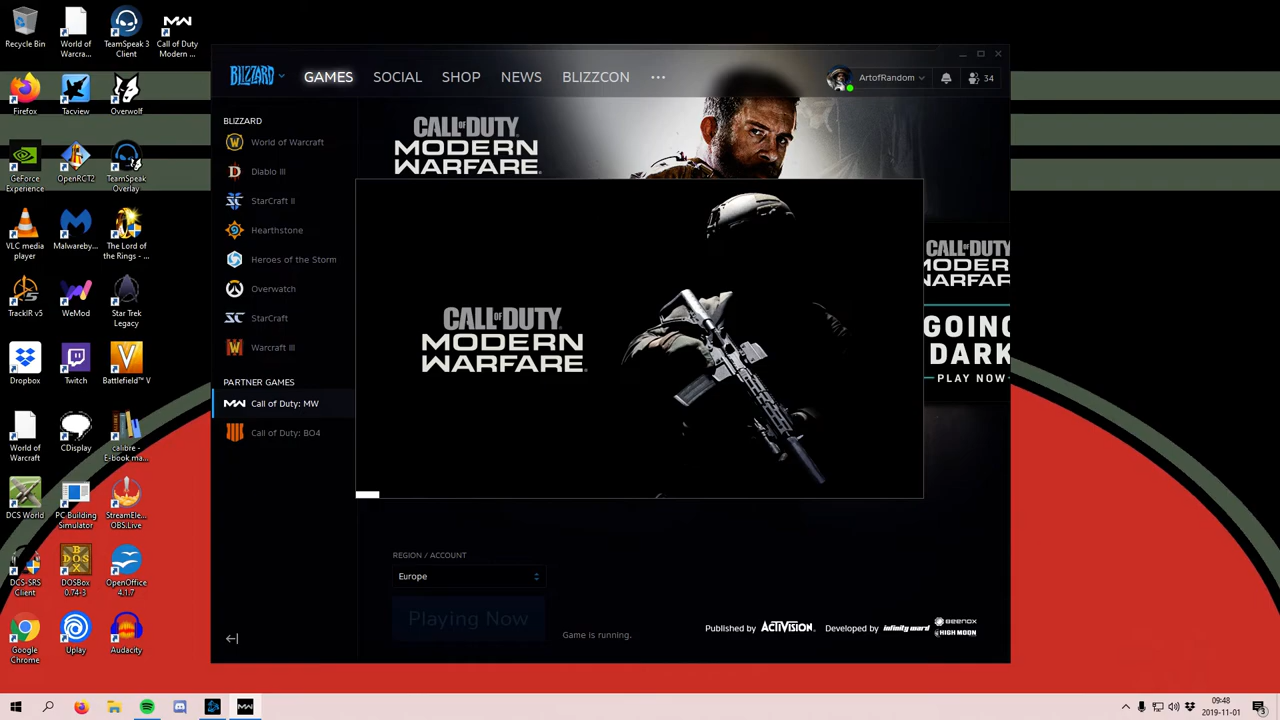 Recycle Bin
World of Warcra...
TeamSpeak 3 Client
Call of Duty Modern ...
Firefox
Tacview
Overwolf
GeForce Experience
OpenRCT2
TeamSpeak Overlay
VLC media player
Malwareby...
The Lord of the Rings - ...
TrackIR v5
WeMod
Star Trek Legacy
Dropbox
Twitch
Battlefield™ V
World of Warcraft
CDisplay
calibre - E-book ma...
DCS World
PC Building Simulator
StreamEle... OBS.Live
DCS-SRS Client
DOSBox 0.74-3
OpenOffice 4.1.7
Google Chrome
Uplay
Audacity
BLIZZARD
GAMES
SOCIAL
SHOP
NEWS
BLIZZCON
ArtofRandom
34
BLIZZARD
World of Warcraft
Diablo III
StarCraft II
Hearthstone
Heroes of the Storm
Overwatch
StarCraft
Warcraft III
PARTNER GAMES
Call of Duty: MW
Call of Duty: BO4
CALL OF DUTY
MODERN
WARFARE
CALL OF DUTY
MODERN
WARFARE
CALL OF DUTY
MODERN
WARFARE
GOING
DARK
PLAY NOW
REGION / ACCOUNT
Europe
Playing Now
Game is running.
Published by ACTIVISION. Developed by infinity ward BEENOX
HIGH MOON
09:48
2019-11-01
3